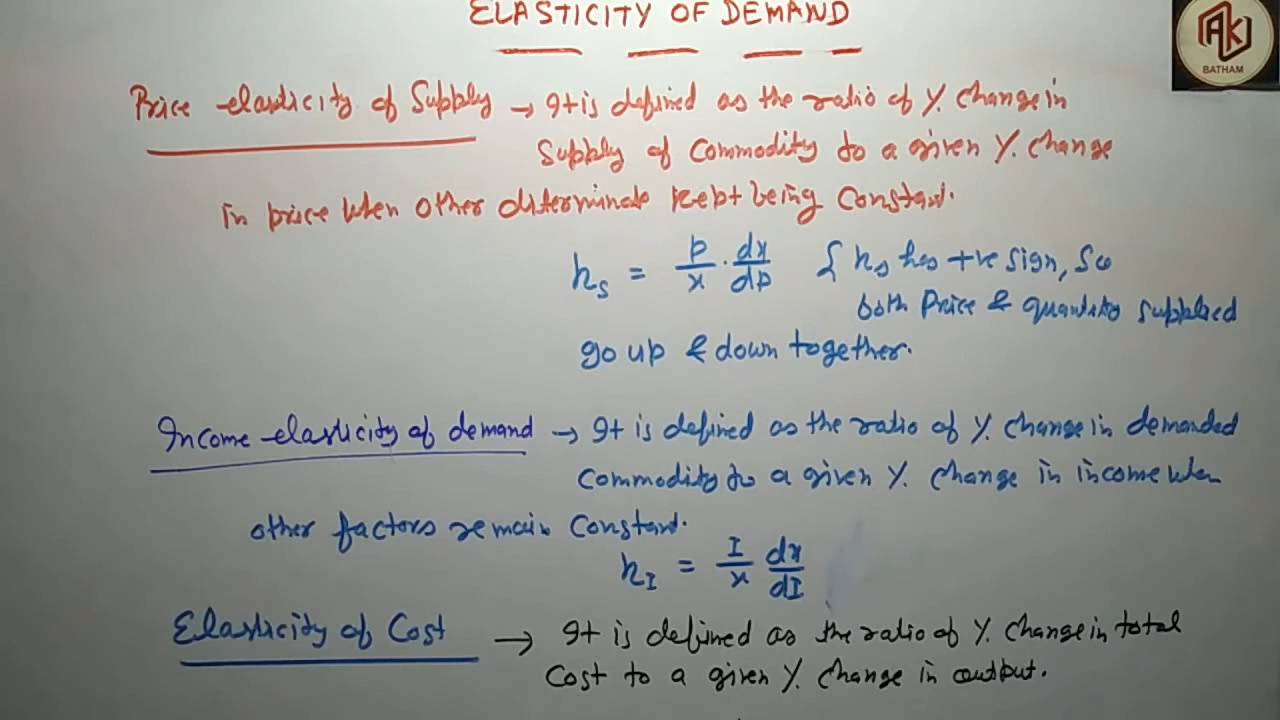 ELASTICITY OF DEMAND
AK
BATHAM
Price elasticity of Supply → It is defined as the ratio of % change in
Supply of commodity to a given % change
in price when other determinate kept being constant.
η_s = p/x · dx/dp { η_s has +ve sign, So
both price & quantity supplied
go up & down together.
Income elasticity of demand → It is defined as the ratio of % change in demanded
commodity to a given % change in income when
other factors remain constant.
η_I = I/x dx/dI
Elasticity of Cost → It is defined as the ratio of % change in total
cost to a given % change in output.